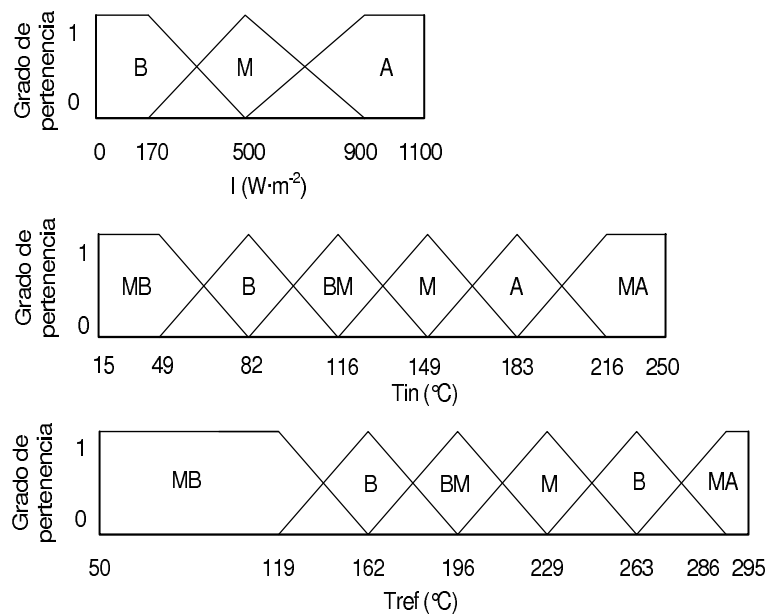 Grado de pertenencia
1
0
B M A
0 170 500 900 1100
I (W·m⁻²)
Grado de pertenencia
1
0
MB B BM M A MA
15 49 82 116 149 183 216 250
Tin (°C)
Grado de pertenencia
1
0
MB B BM M B MA
50 119 162 196 229 263 286 295
Tref (°C)